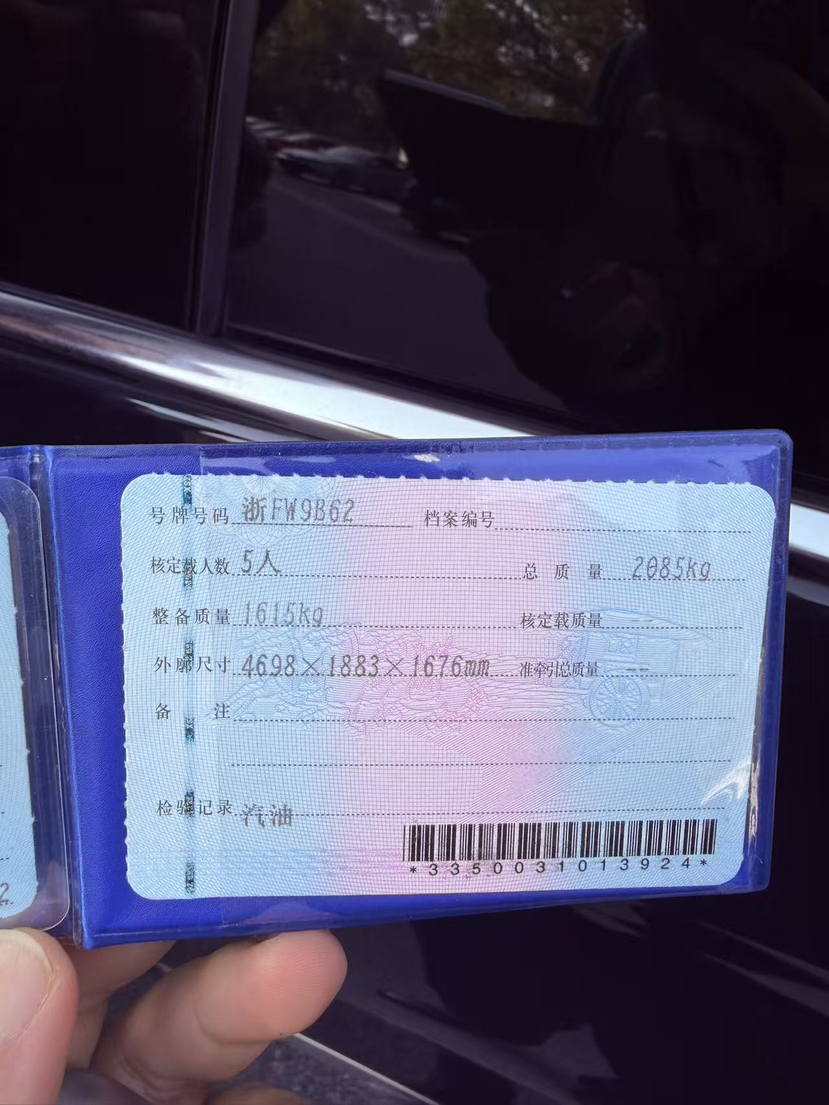 号牌号码 浙FW9B62 档案编号
核定载人数 5人 总质量 2085kg
整备质量 1615kg 核定载质量 --
外廓尺寸 4698×1883×1676mm 准牵引总质量 --
备注
检验记录 汽油
*3350031013924*
2